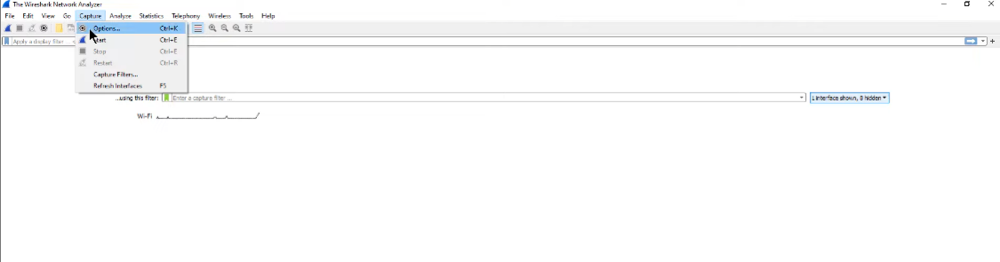 The Wireshark Network Analyzer
File Edit View Go Capture Analyze Statistics Telephony Wireless Tools Help
Options... Ctrl+K
Apply a display filter ...
Start Ctrl+E
Stop Ctrl+E
Restart Ctrl+R
Capture Filters...
Refresh Interfaces F5
...using this filter: Enter a capture filter ... 1 interface shown, 8 hidden
Wi-Fi